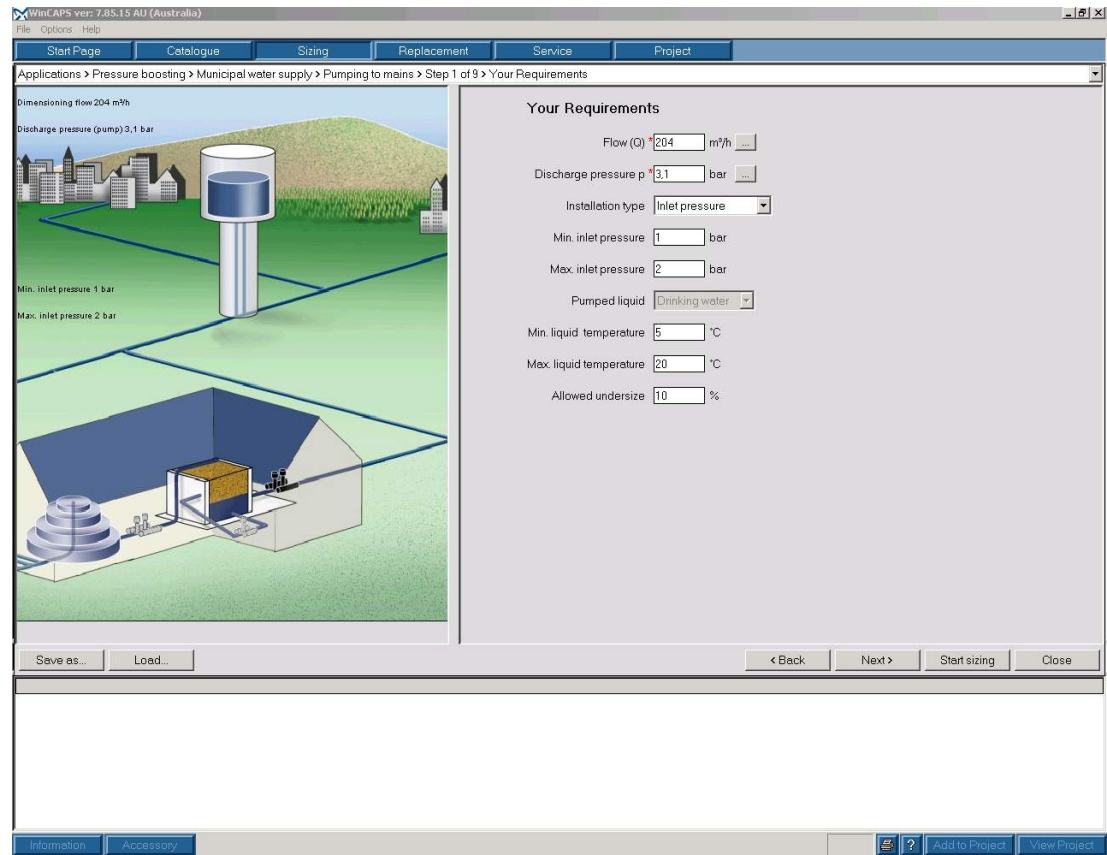 WinCAPS ver: 7.85.15 AU (Australia)
File Options Help
Start Page Catalogue Sizing Replacement Service Project
Applications > Pressure boosting > Municipal water supply > Pumping to mains > Step 1 of 9 > Your Requirements
Dimensioning flow 204 m³/h
Discharge pressure (pump) 3,1 bar
Min. inlet pressure 1 bar
Max. inlet pressure 2 bar
Your Requirements
Flow (Q) *204 m³/h ...
Discharge pressure p *3,1 bar ...
Installation type Inlet pressure
Min. inlet pressure 1 bar
Max. inlet pressure 2 bar
Pumped liquid Drinking water
Min. liquid temperature 5 °C
Max. liquid temperature 20 °C
Allowed undersize 10 %
Save as... Load... < Back Next > Start sizing Close
Information Accessory ? Add to Project View Project